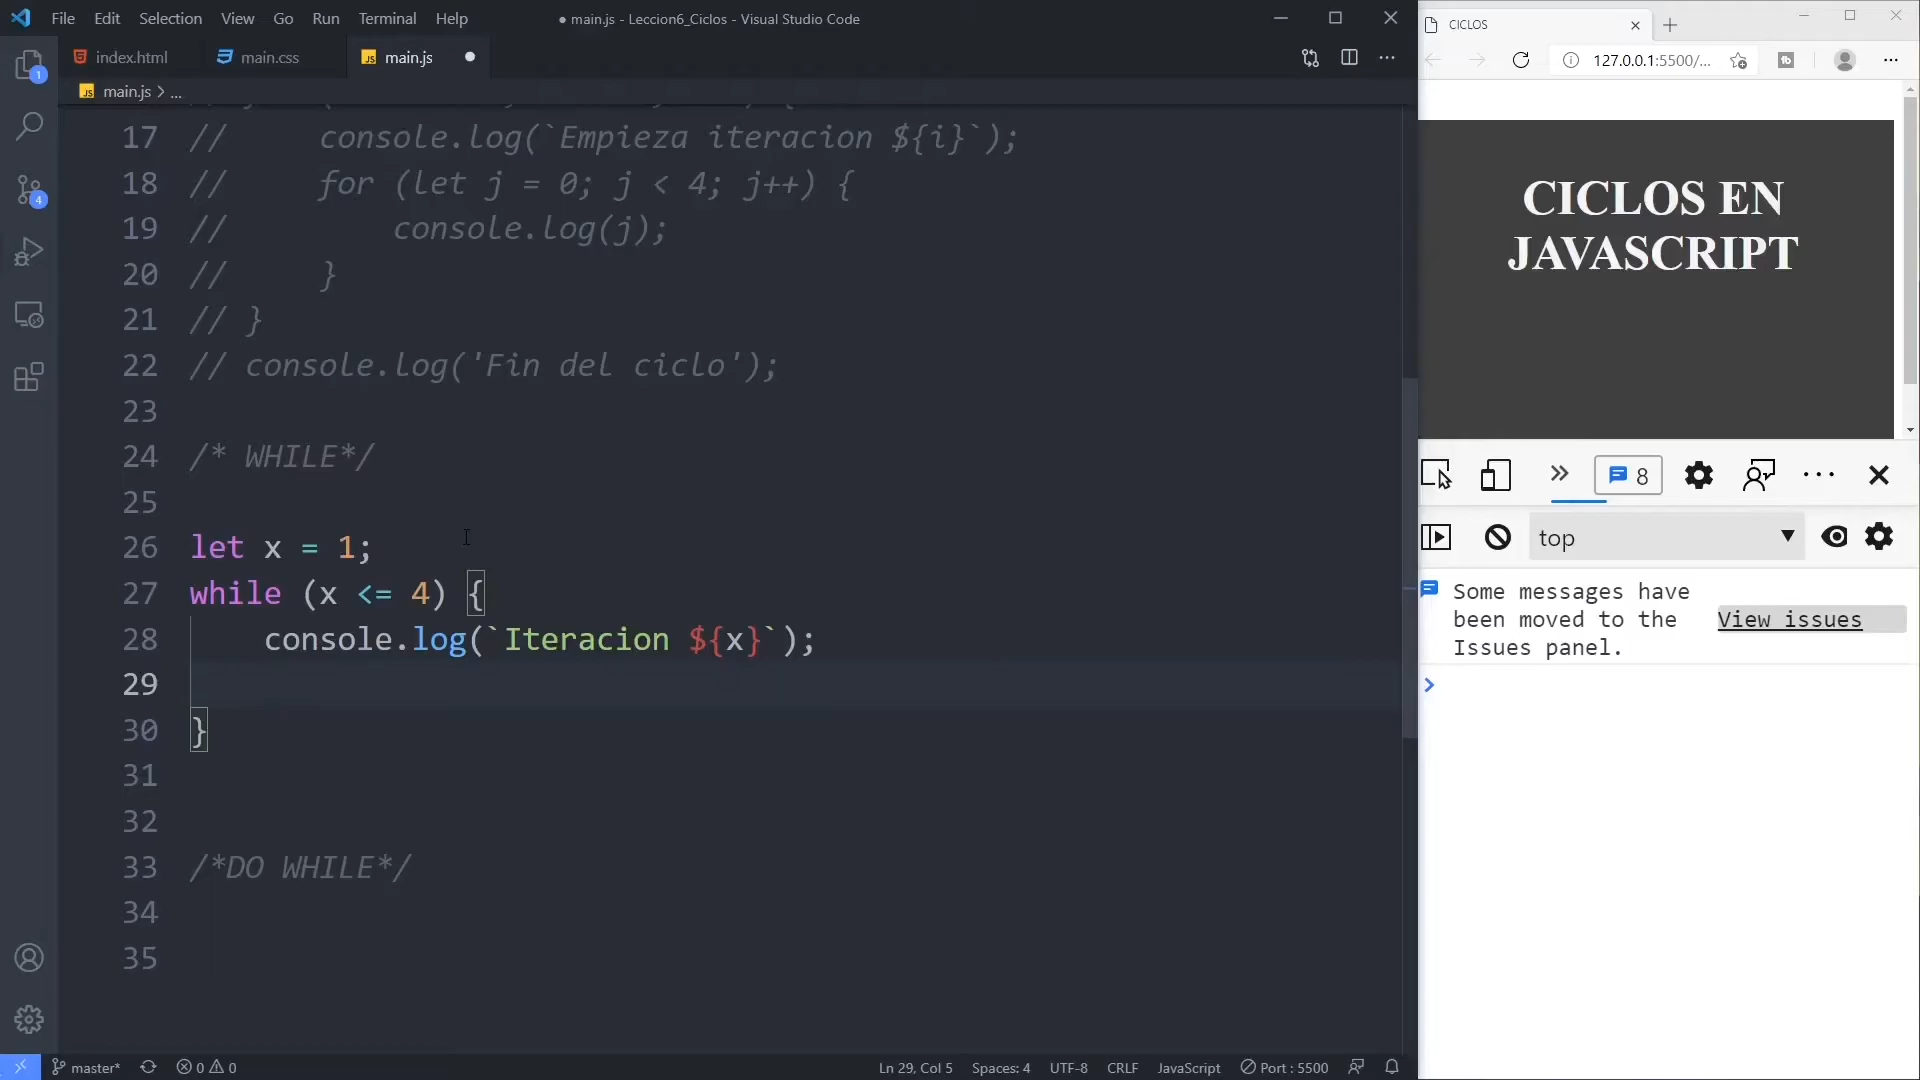 File Edit Selection View Go Run Terminal Help
● main.js - Leccion6_Ciclos - Visual Studio Code
index.html main.css JS main.js
JS main.js > ...
17 //     console.log(`Empieza iteracion ${i}`);
18 //     for (let j = 0; j < 4; j++) {
19 //         console.log(j);
20 //     }
21 // }
22 // console.log('Fin del ciclo');
23
24 /* WHILE*/
25
26 let x = 1;
27 while (x <= 4) {
28     console.log(`Iteracion ${x}`);
29
30 }
31
32
33 /*DO WHILE*/
34
35
1
4
master* 0 0
Ln 29, Col 5 Spaces: 4 UTF-8 CRLF JavaScript Port : 5500
CICLOS
127.0.0.1:5500/...
CICLOS EN
JAVASCRIPT
8
top
Some messages have
been moved to the
Issues panel.
View issues